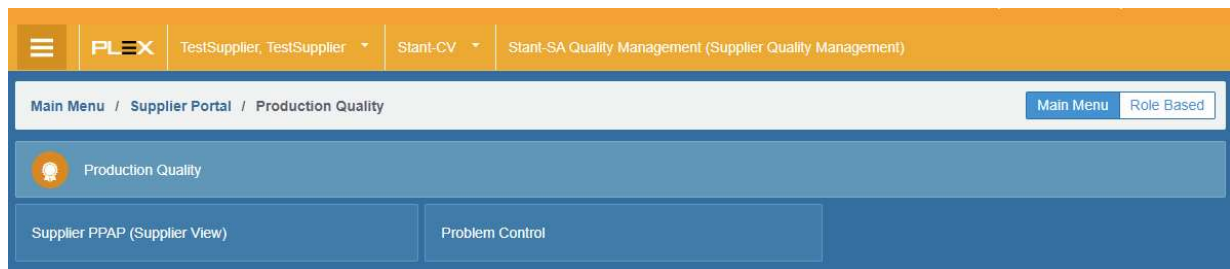 PLEX TestSupplier, TestSupplier Stant-CV Stant-SA Quality Management (Supplier Quality Management)
Main Menu / Supplier Portal / Production Quality Main Menu Role Based
Production Quality
Supplier PPAP (Supplier View) Problem Control